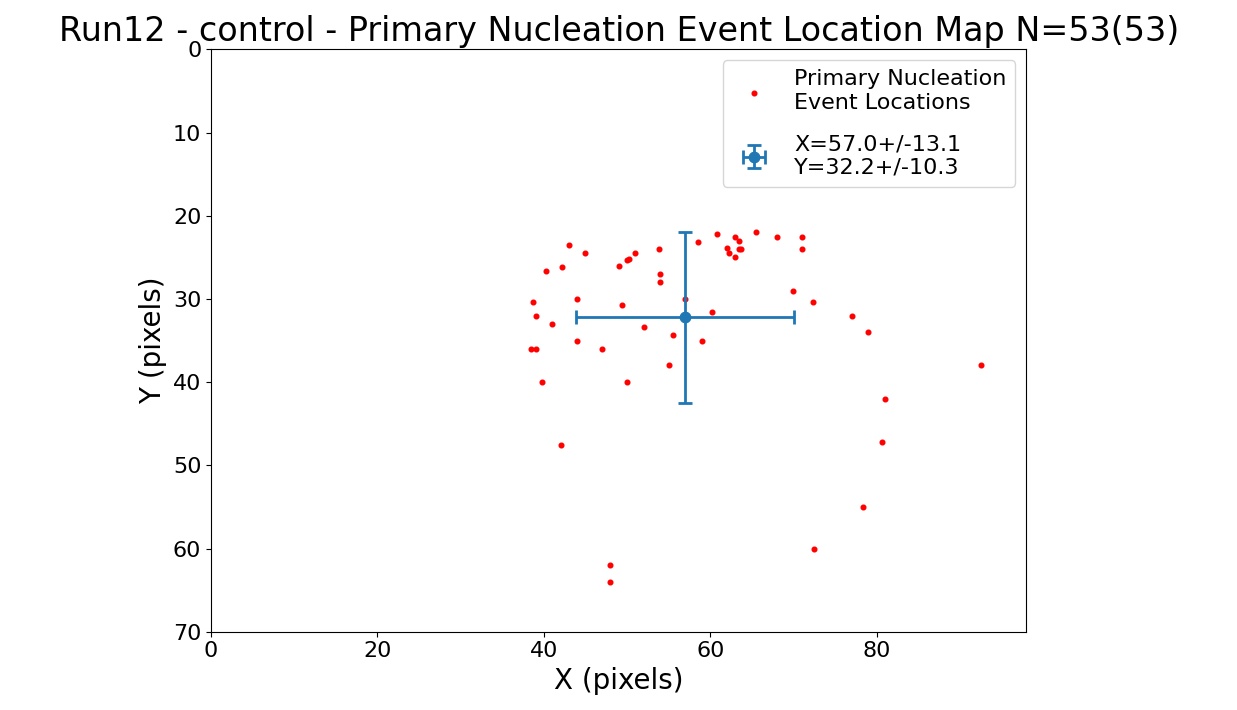 Run12 - control - Primary Nucleation Event Location Map N=53(53)
Primary Nucleation
Event Locations
X=57.0+/-13.1
Y=32.2+/-10.3
0
10
20
30
40
50
60
70
Y (pixels)
0
20
40
60
80
X (pixels)